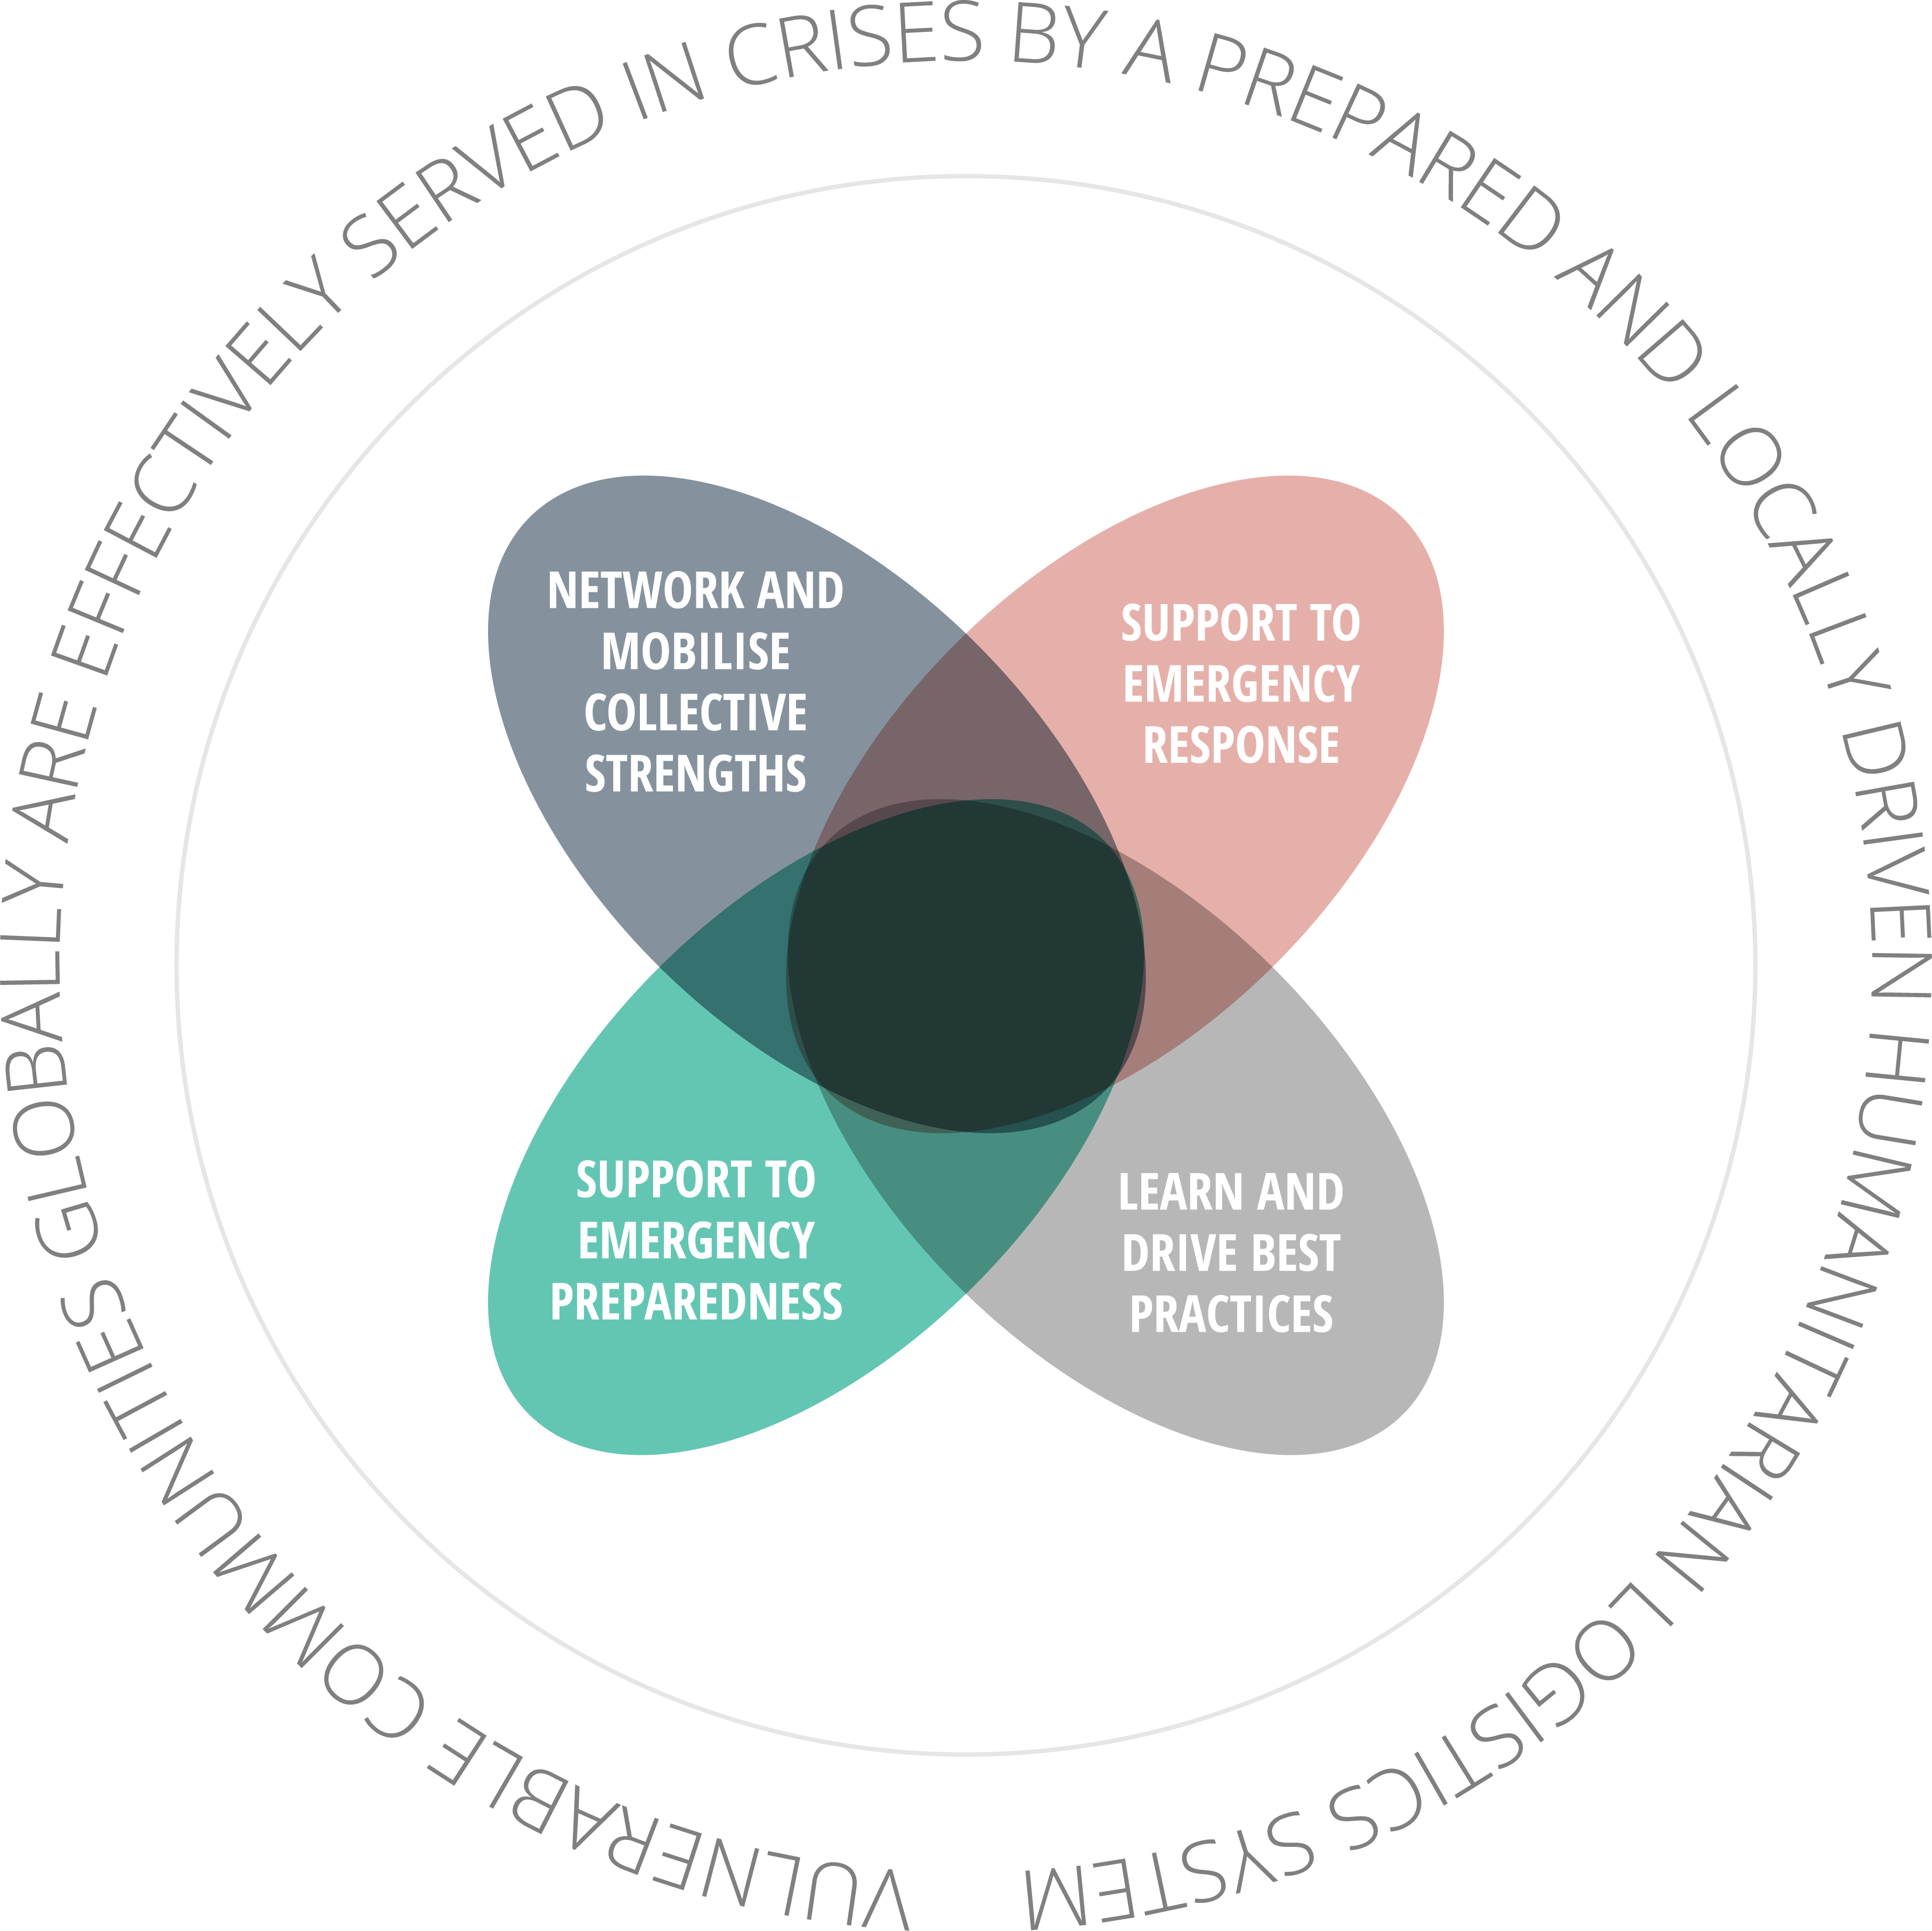 VULNERABLE COMMUNITIES GLOBALLY ARE EFFECTIVELY SERVED IN CRISES BY A PREPARED AND LOCALLY DRIVEN HUMANITARIAN LOGISTICS SYSTEM
NETWORK AND
MOBILISE
COLLECTIVE
STRENGTHS
SUPPORT TO
EMERGENCY
RESPONSE
SUPPORT TO
EMERGENCY
PREPAREDNESS
LEARN AND
DRIVE BEST
PRACTICES